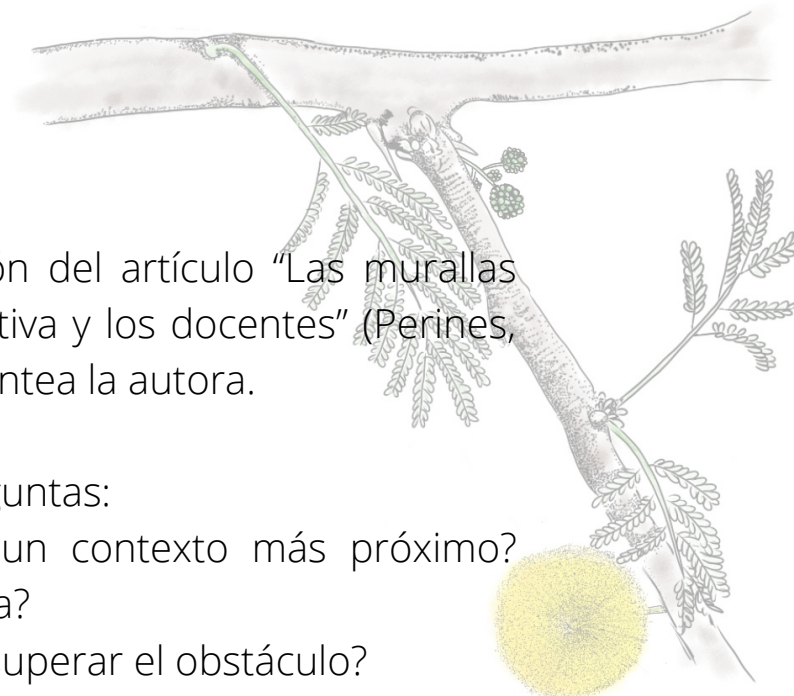 ón del artículo “Las murallas
tiva y los docentes” (Perines,
ntea la autora.
guntas:
un contexto más próximo?
a?
uperar el obstáculo?